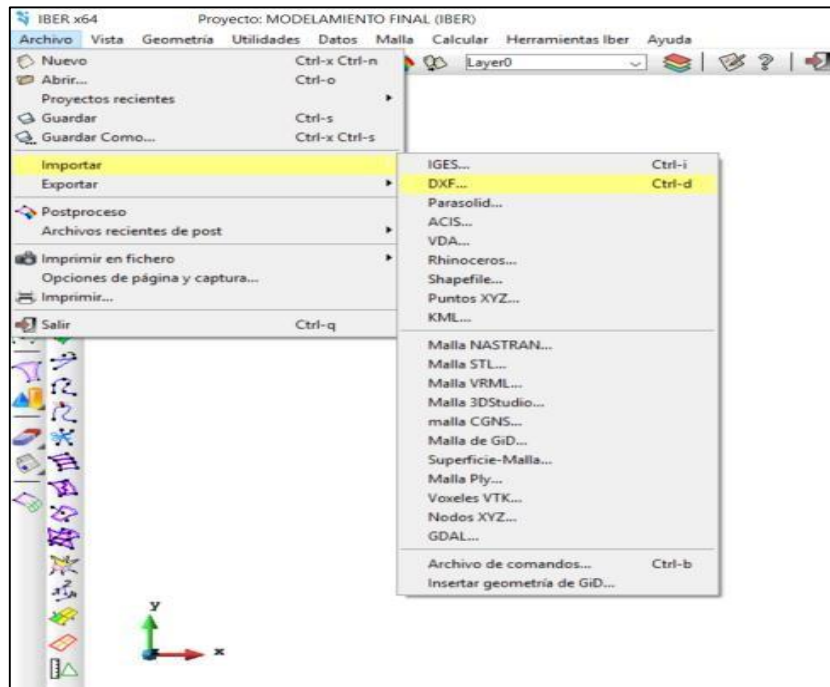 IBER x64 Proyecto: MODELAMIENTO FINAL (IBER)
Archivo Vista Geometría Utilidades Datos Malla Calcular Herramientas Iber Ayuda
Nuevo Ctrl-x Ctrl-n
Layer0
Abrir... Ctrl-o
Proyectos recientes
Guardar Ctrl-s
Guardar Como... Ctrl-x Ctrl-s
Importar
Exportar
Postproceso
Archivos recientes de post
Imprimir en fichero
Opciones de página y captura...
Imprimir...
Salir Ctrl-q
IGES... Ctrl-i
DXF... Ctrl-d
Parasolid...
ACIS...
VDA...
Rhinoceros...
Shapefile...
Puntos XYZ...
KML...
Malla NASTRAN...
Malla STL...
Malla VRML...
Malla 3DStudio...
malla CGNS...
Malla de GiD...
Superficie-Malla...
Malla Ply...
Voxeles VTK...
Nodos XYZ...
GDAL...
Archivo de comandos... Ctrl-b
Insertar geometría de GiD...
y
x